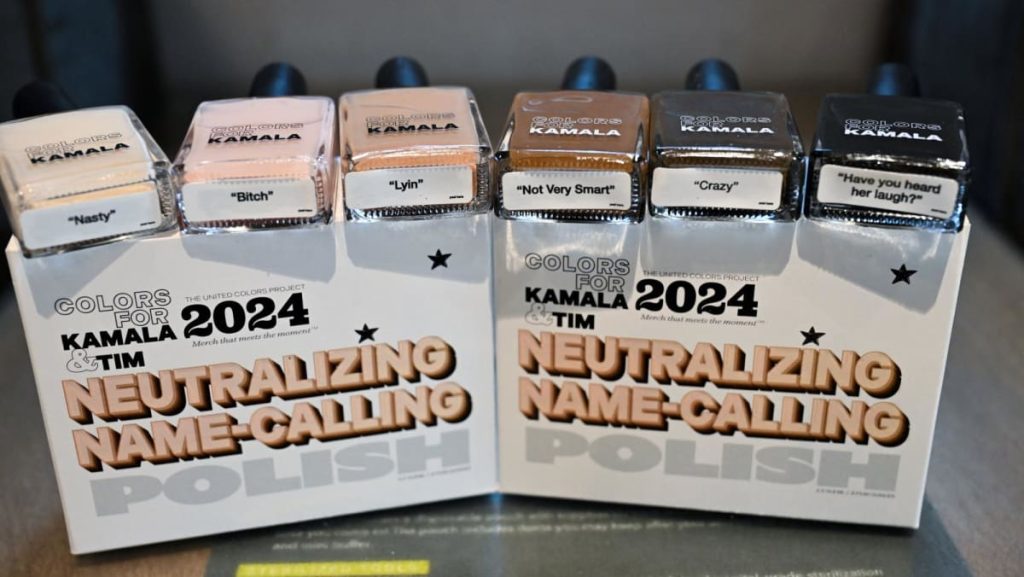 COLORS
FOR
KAMALA
"Nasty"
COLORS
FOR
KAMALA
"Bitch"
COLORS
FOR
KAMALA
"Lyin"
COLORS
FOR
KAMALA
"Not Very Smart"
COLORS
FOR
KAMALA
"Crazy"
COLORS
FOR
KAMALA
"Have you heard
her laugh?"
COLORS
FOR
KAMALA
& TIM
THE UNITED COLORS PROJECT
2024
Merch that meets the moment™
NEUTRALIZING
NAME-CALLING
POLISH
COLORS
FOR
KAMALA
& TIM
THE UNITED COLORS PROJECT
2024
Merch that meets the moment™
NEUTRALIZING
NAME-CALLING
POLISH
STERILIZED TOOLS